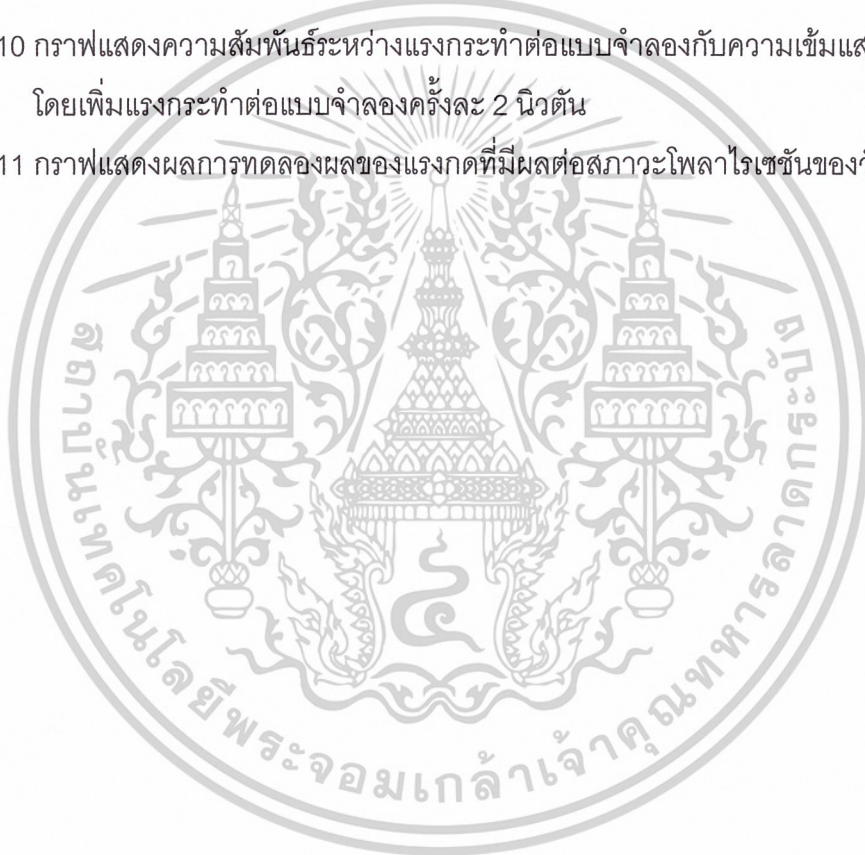 10 กราฟแสดงความสัมพันธ์ระหว่างแรงกระทำต่อแบบจำลองกับความเข้มแส
โดยเพิ่มแรงกระทำต่อแบบจำลองครั้งละ 2 นิวตัน
11 กราฟแสดงผลการทดลองผลของแรงกดที่มีผลต่อสภาวะโพลาไรเซชันของ
สถาบันเทคโนโลยีพระจอมเกล้าเจ้าคุณทหารลาดกระบัง
๔